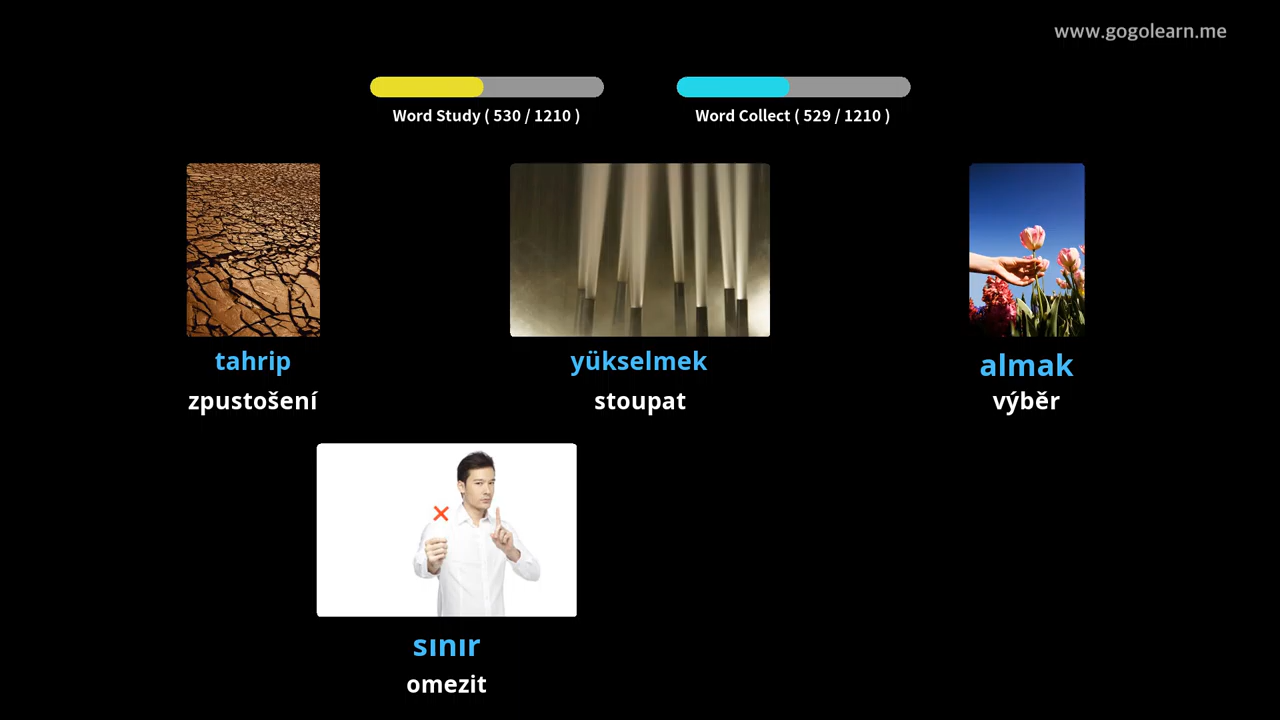 www.gogolearn.me
Word Study ( 530 / 1210 )
Word Collect ( 529 / 1210 )
tahrip
zpustošení
yükselmek
stoupat
almak
výběr
sınır
omezit